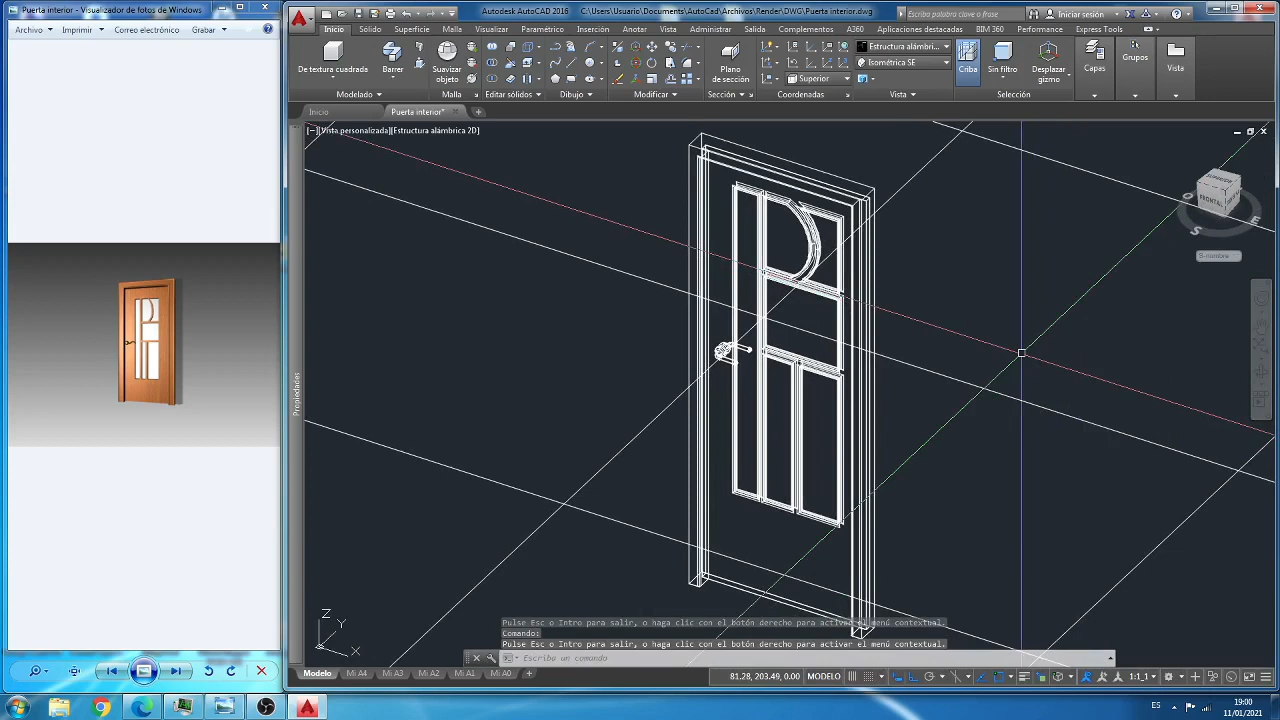 Puerta interior - Visualizador de fotos de Windows
Archivo
Imprimir
Correo electrónico
Grabar
Autodesk AutoCAD 2016
C:\Users\Usuario\Documents\AutoCad\Archivos\Render\DWG\Puerta interior.dwg
Escriba palabra clave o frase
Iniciar sesión
Inicio
Sólido
Superficie
Malla
Visualizar
Paramétrico
Inserción
Anotar
Vista
Administrar
Salida
Complementos
A360
Aplicaciones destacadas
BIM 360
Performance
Express Tools
De textura cuadrada
Barrer
Suavizar objeto
Plano de sección
Superior
Estructura alámbric...
Isométrica SE
Criba
Sin filtro
Desplazar gizmo
Capas
Grupos
Vista
Modelado
Malla
Editar sólidos
Dibujo
Modificar
Sección
Coordenadas
Vista
Selección
Inicio
Puerta interior*
[−][Vista personalizada][Estructura alámbrica 2D]
SUPERIOR
FRONTAL
O
S
E
S-nombre
Propiedades
Z
Y
X
Pulse Esc o Intro para salir, o haga clic con el botón derecho para activar el menú contextual.
Comando:
Pulse Esc o Intro para salir, o haga clic con el botón derecho para activar el menú contextual.
Escriba un comando
Modelo
Mi A4
Mi A3
Mi A2
Mi A1
Mi A0
81.28, 203.49, 0.00
MODELO
1:1_1
ES
19:00
11/01/2021